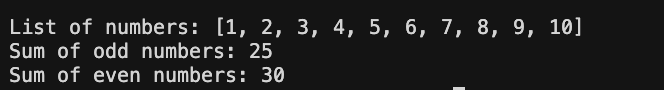 List of numbers: [1, 2, 3, 4, 5, 6, 7, 8, 9, 10]
Sum of odd numbers: 25
Sum of even numbers: 30